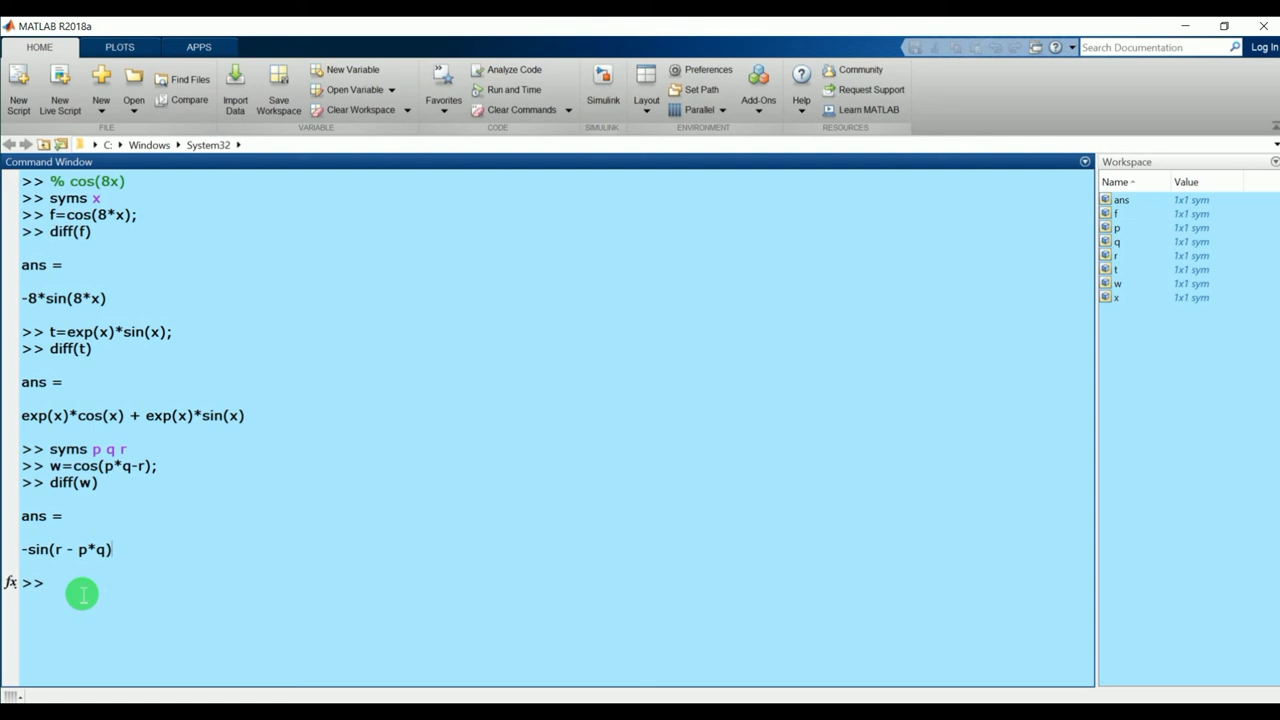 MATLAB R2018a
HOME PLOTS APPS
Search Documentation Log In
New Script
New Live Script
New
Open
Find Files
Compare
FILE
Import Data
Save Workspace
New Variable
Open Variable
Clear Workspace
VARIABLE
Favorites
Analyze Code
Run and Time
Clear Commands
CODE
Simulink
SIMULINK
Layout
Preferences
Set Path
Parallel
Add-Ons
ENVIRONMENT
Help
Community
Request Support
Learn MATLAB
RESOURCES
C: Windows System32
Command Window
>> % cos(8x)
>> syms x
>> f=cos(8*x);
>> diff(f)
ans =
-8*sin(8*x)
>> t=exp(x)*sin(x);
>> diff(t)
ans =
exp(x)*cos(x) + exp(x)*sin(x)
>> syms p q r
>> w=cos(p*q-r);
>> diff(w)
ans =
-sin(r - p*q)
fx >>
Workspace
Name Value
ans 1x1 sym
f 1x1 sym
p 1x1 sym
q 1x1 sym
r 1x1 sym
t 1x1 sym
w 1x1 sym
x 1x1 sym